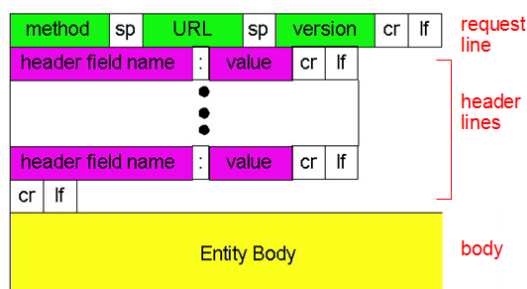 method sp URL sp version cr lf request line
header field name : value cr lf
header lines
header field name : value cr lf
cr lf
Entity Body body